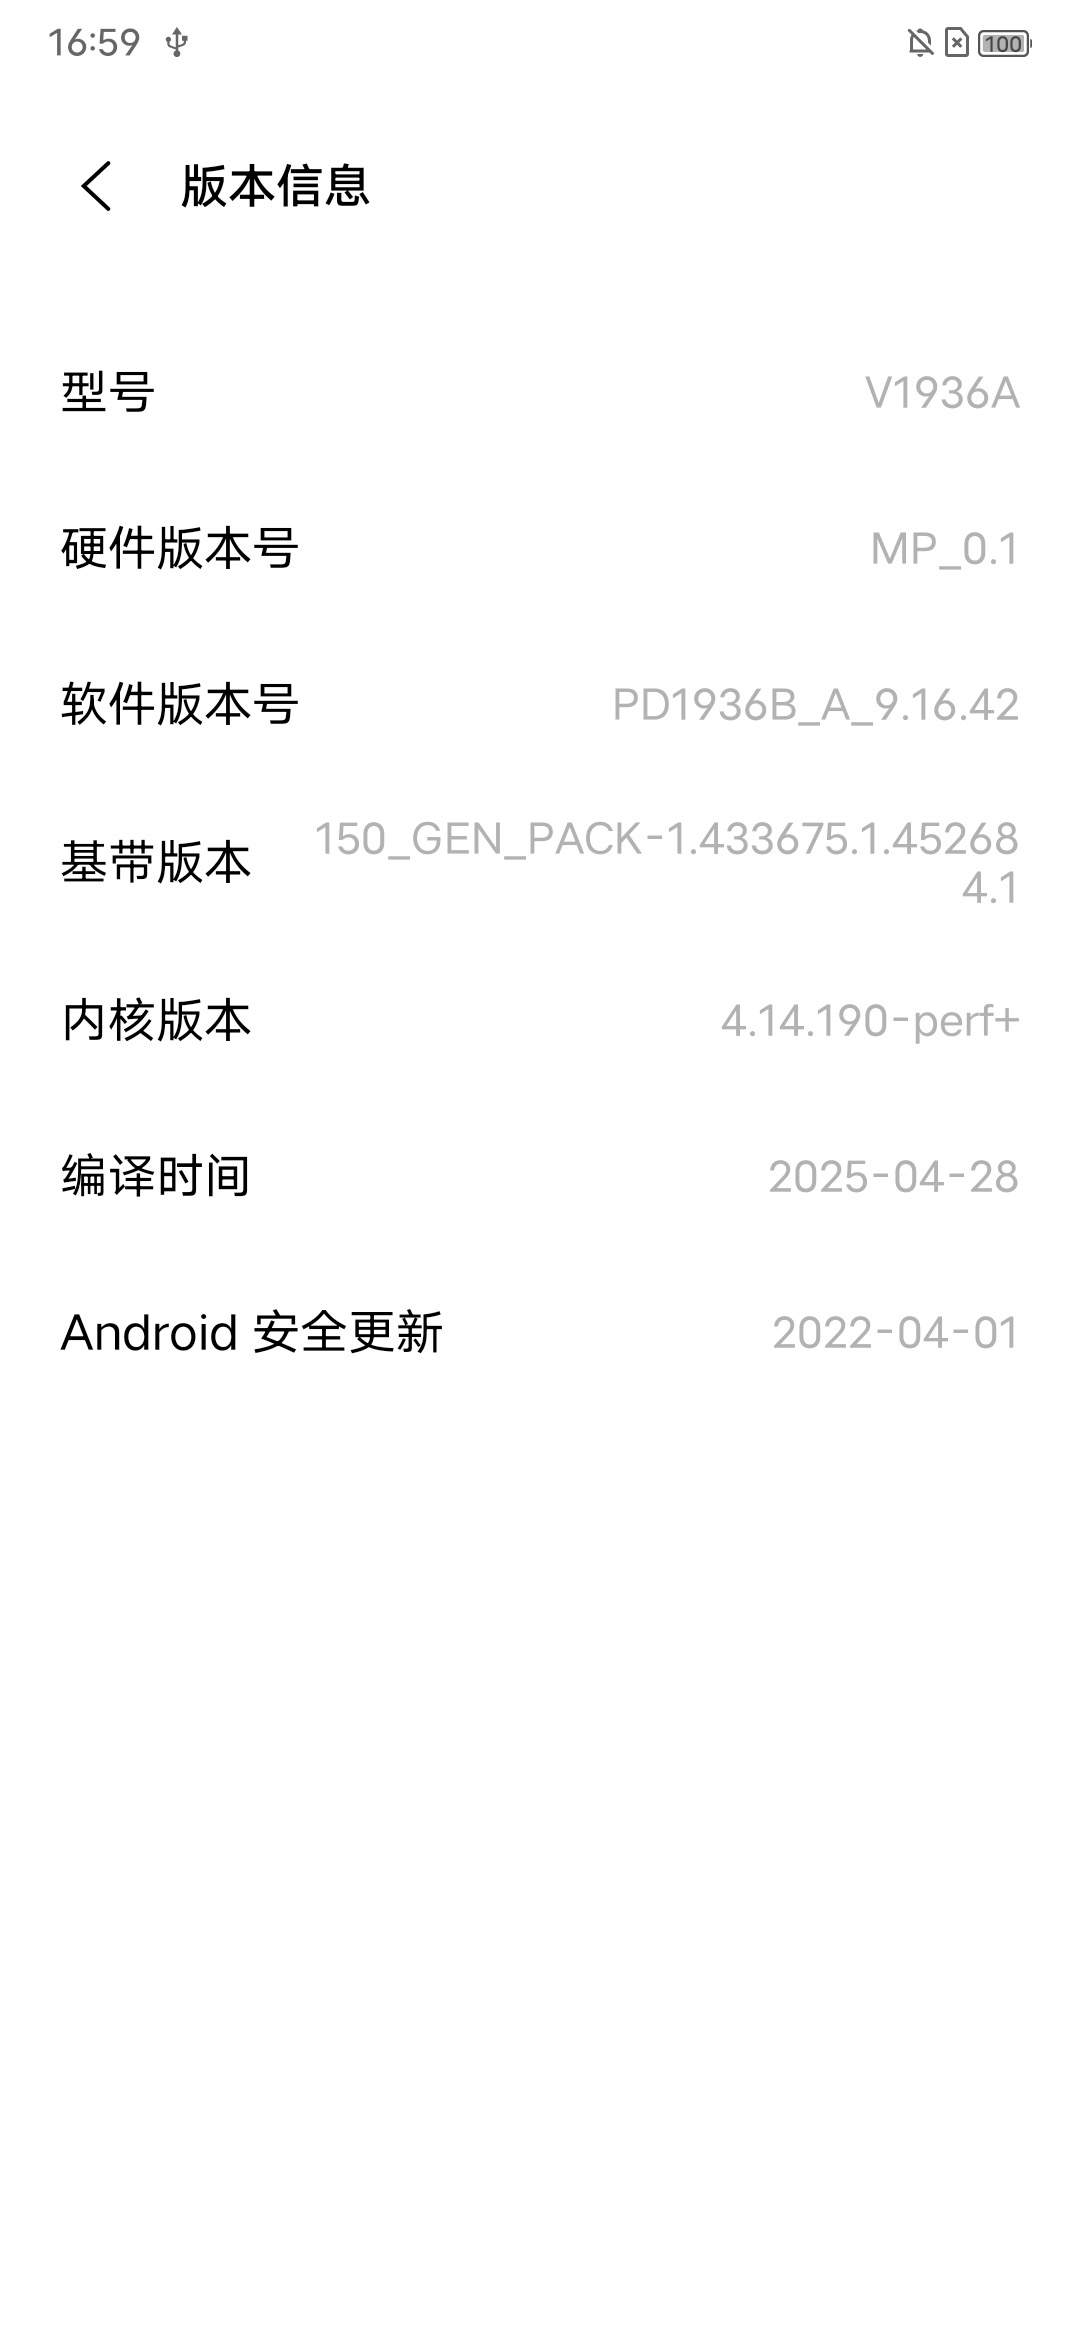 16:59
100
版本信息
型号 V1936A
硬件版本号 MP_0.1
软件版本号 PD1936B_A_9.16.42
基带版本 150_GEN_PACK-1.433675.1.45268
4.1
内核版本 4.14.190-perf+
编译时间 2025-04-28
Android 安全更新 2022-04-01